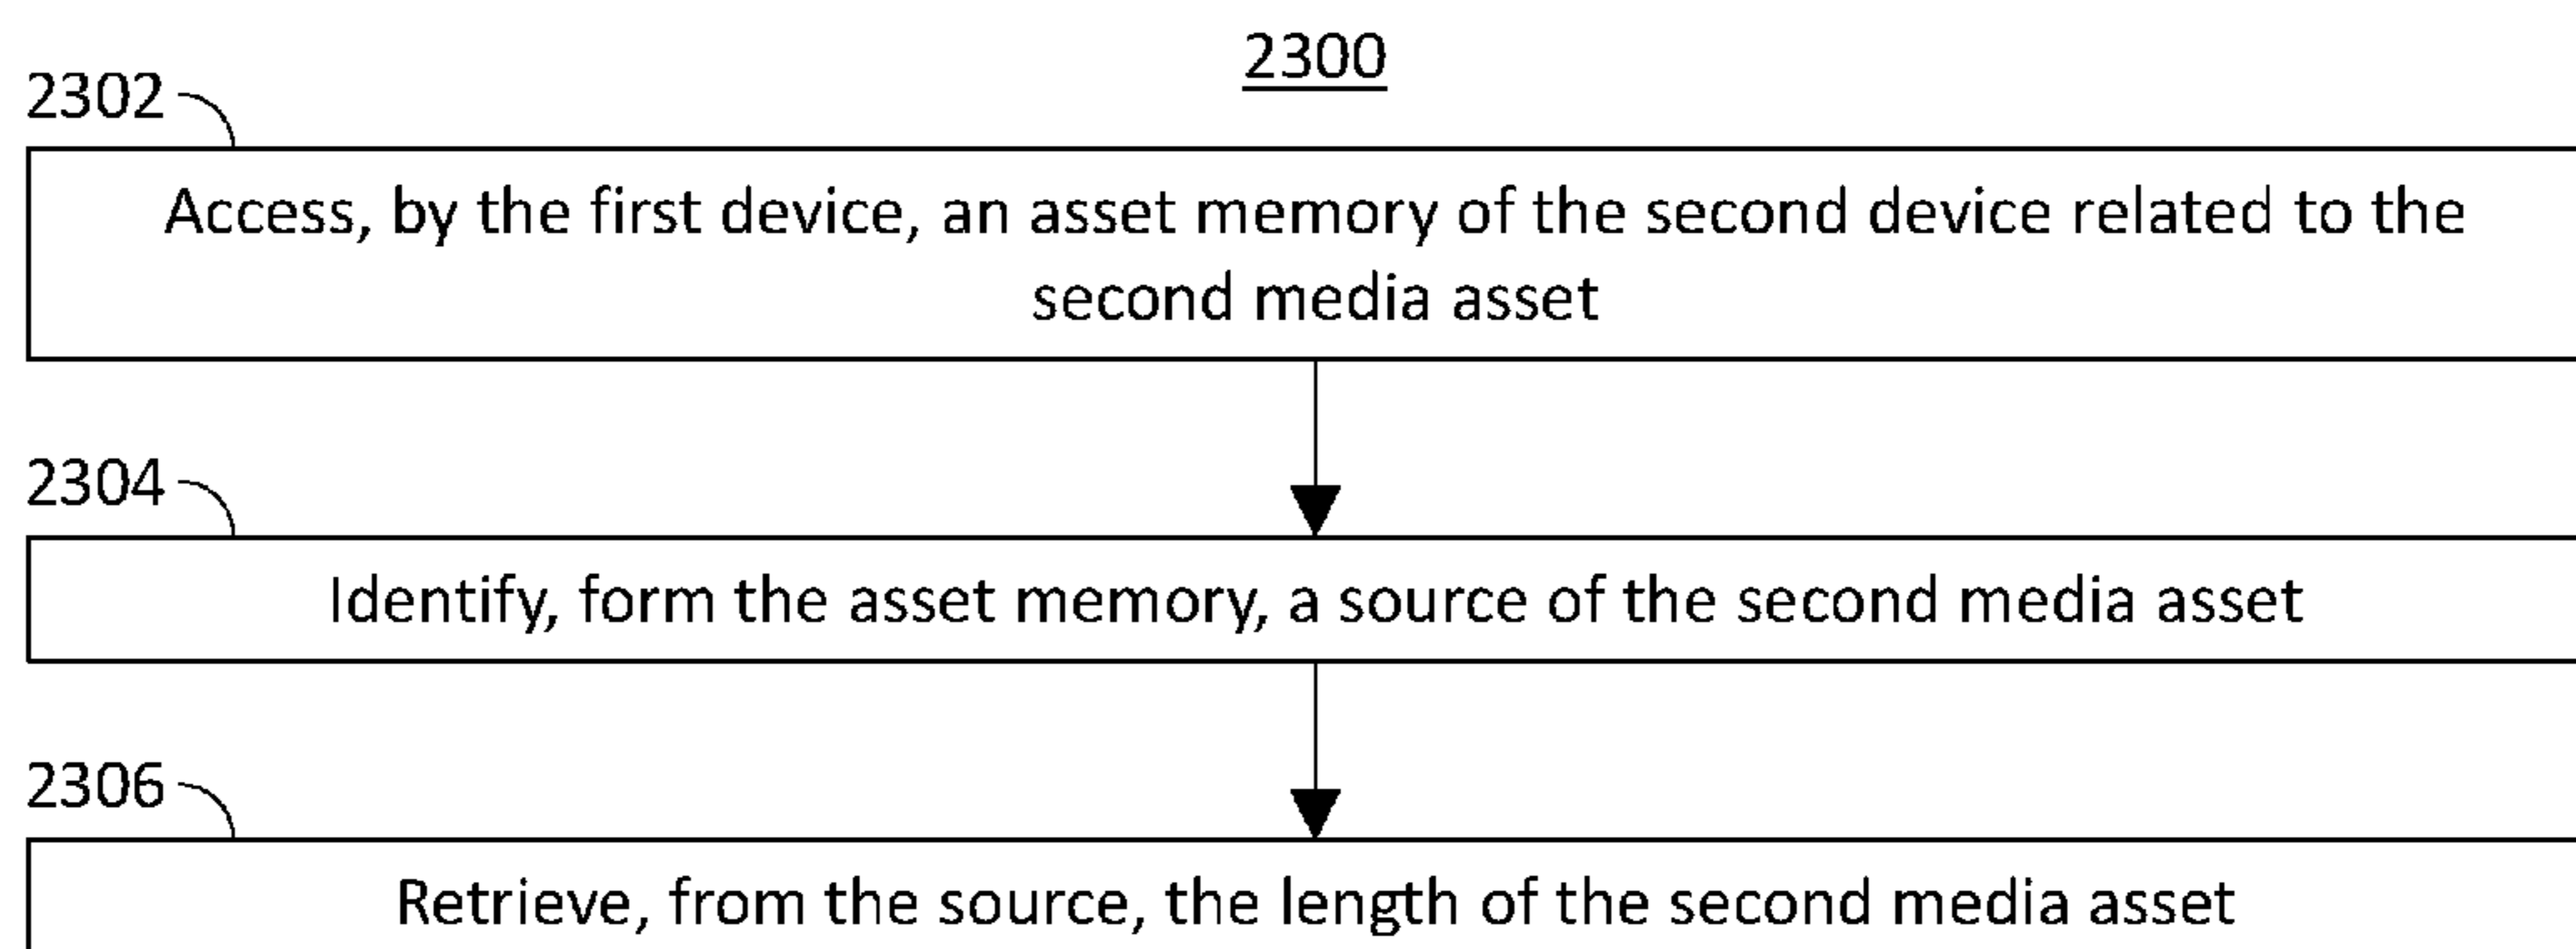 2300
2302
Access, by the first device, an asset memory of the second device related to the
second media asset
2304
Identify, form the asset memory, a source of the second media asset
2306
Retrieve, from the source, the length of the second media asset